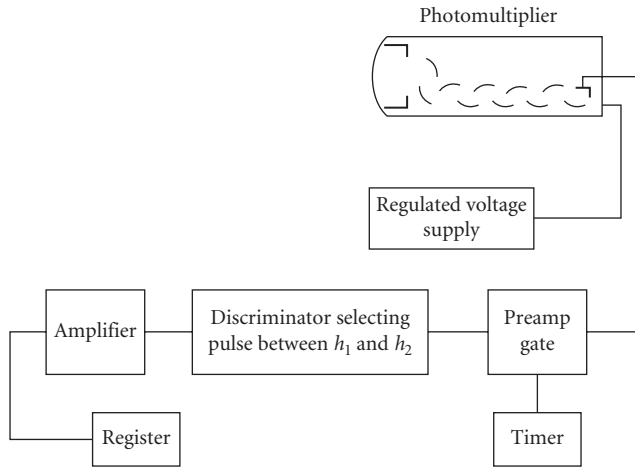 Photomultiplier
Regulated voltage
supply
Amplifier
Discriminator selecting
pulse between h₁ and h₂
Preamp
gate
Register
Timer